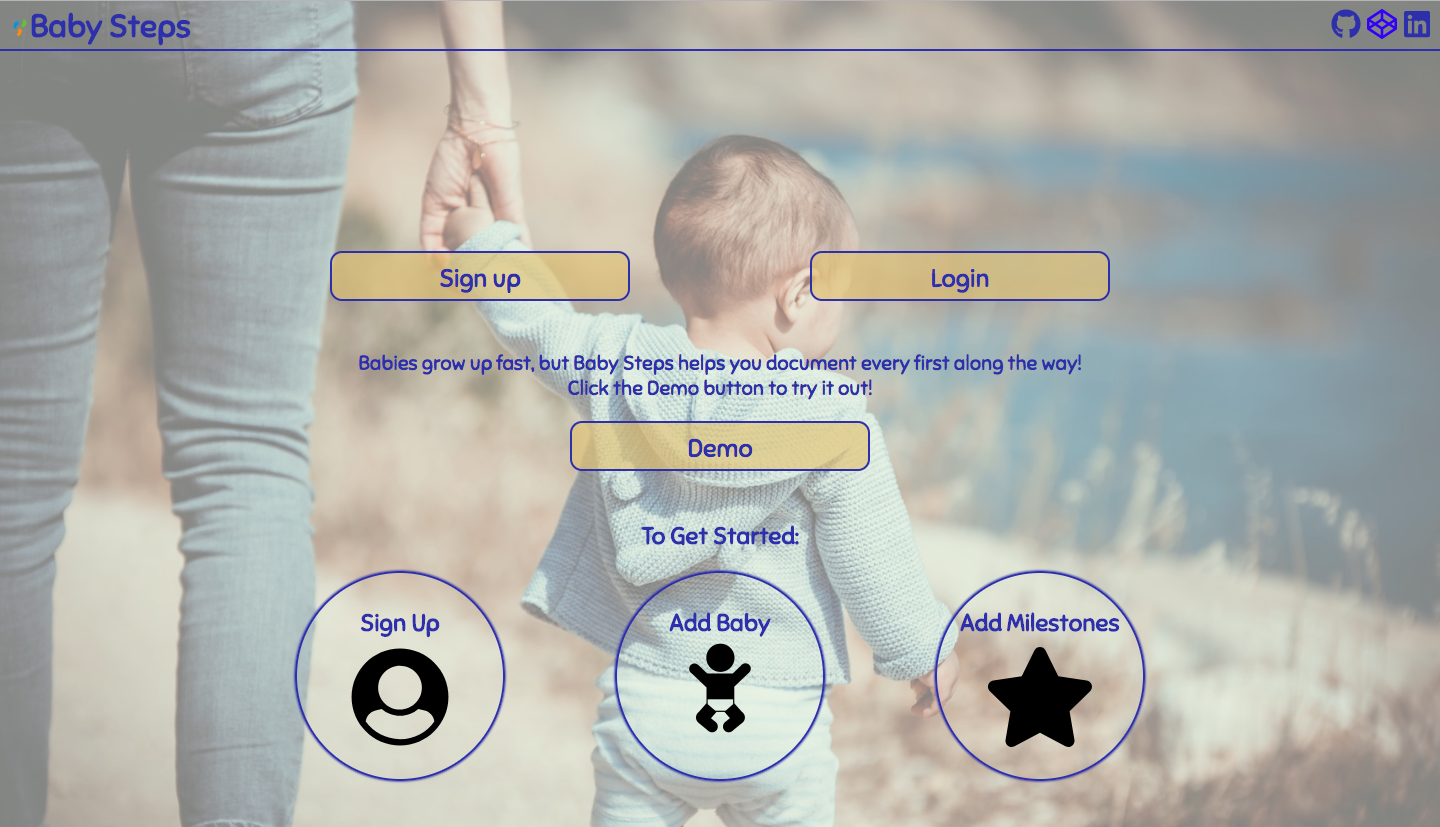 Baby Steps
Sign up
Login
Babies grow up fast, but Baby Steps helps you document every first along the way!
Click the Demo button to try it out!
Demo
To Get Started:
Sign Up
Add Baby
Add Milestones